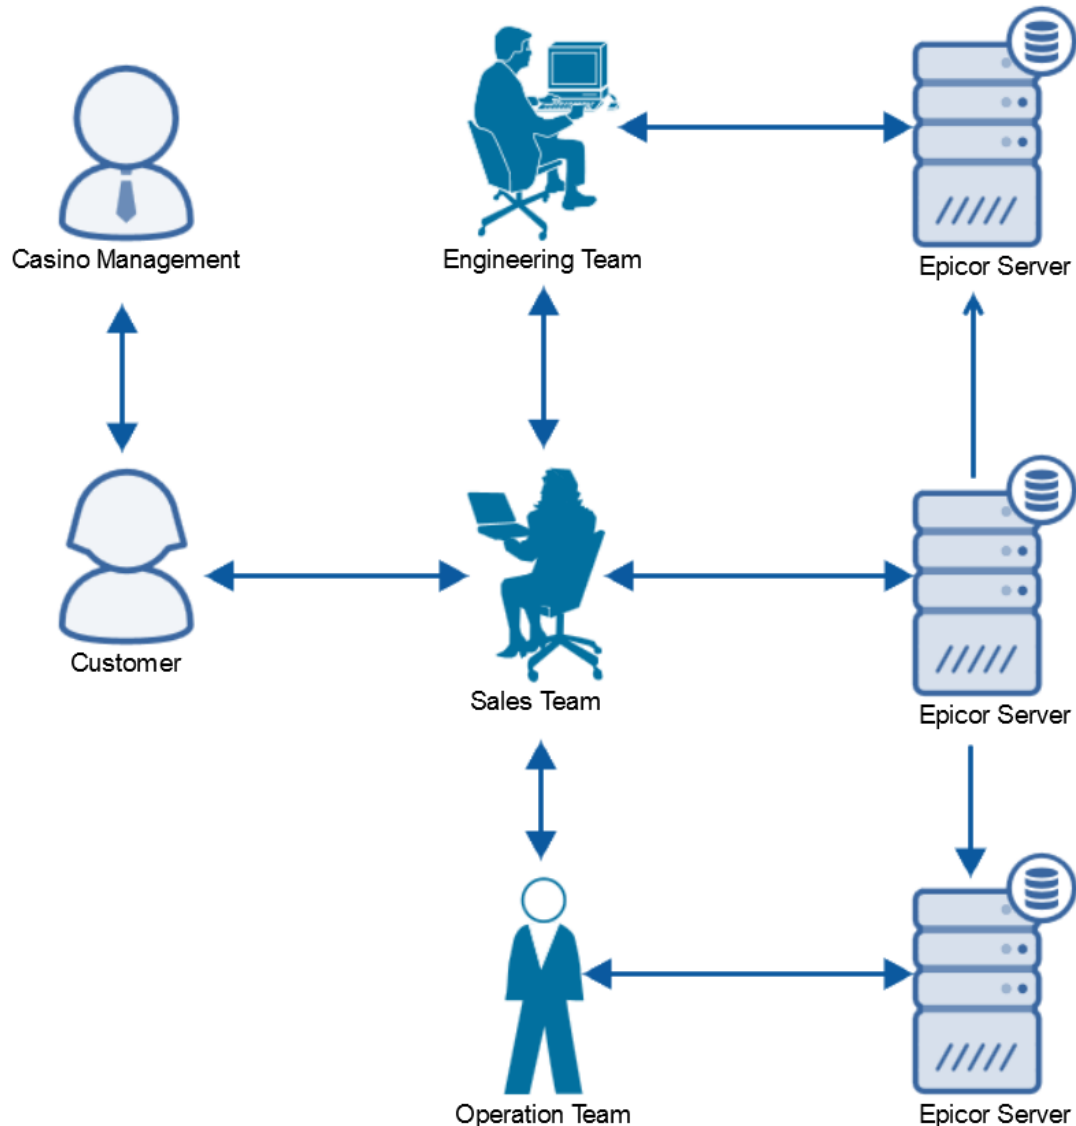 Casino Management
Engineering Team
Epicor Server
Customer
Sales Team
Epicor Server
Operation Team
Epicor Server